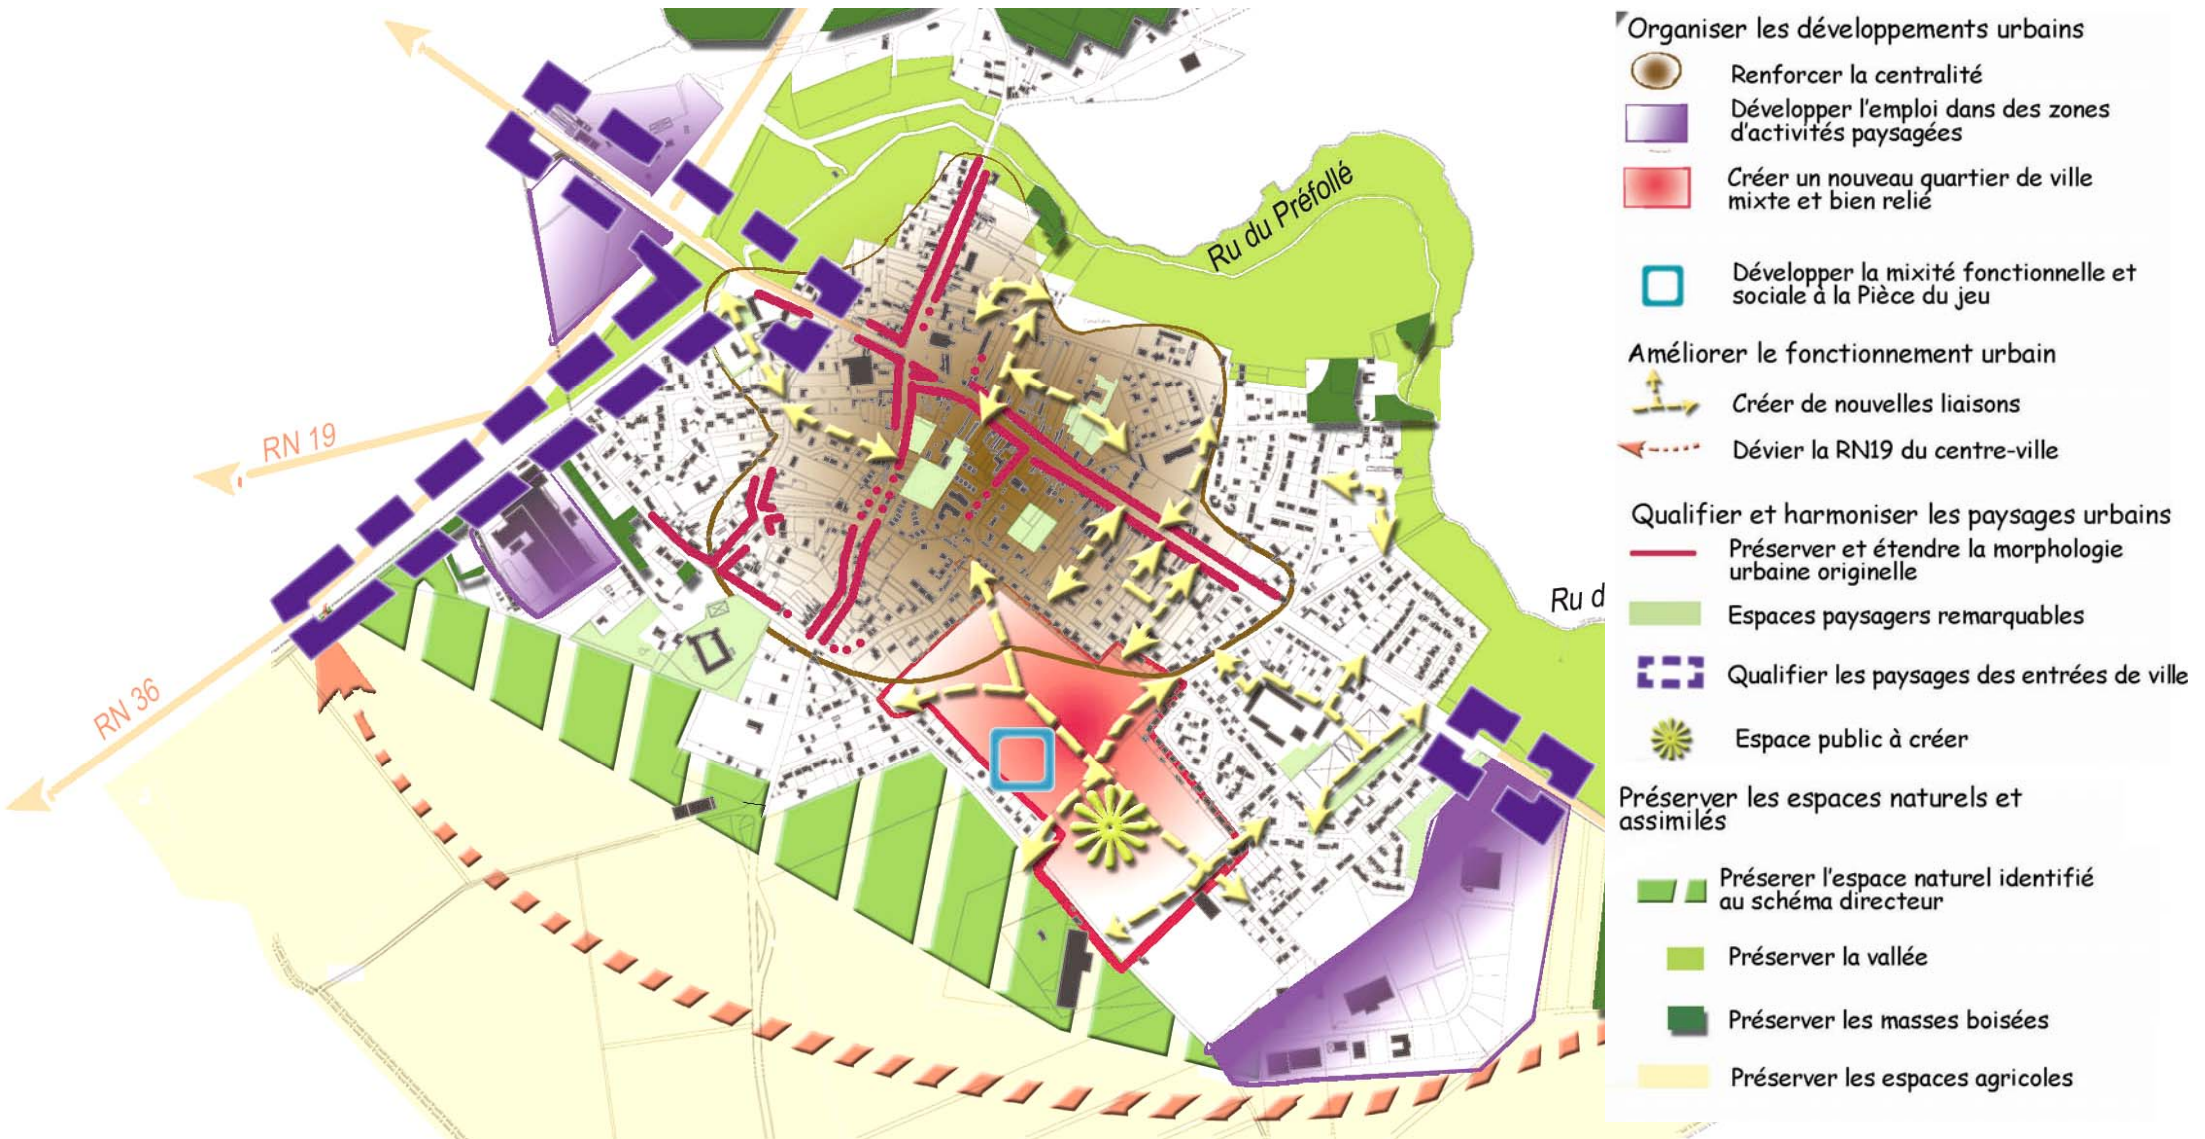 Organiser les développements urbains
Renforcer la centralité
Développer l'emploi dans des zones
d'activités paysagées
Créer un nouveau quartier de ville
mixte et bien relié
Développer la mixité fonctionnelle et
sociale à la Pièce du jeu
Améliorer le fonctionnement urbain
Créer de nouvelles liaisons
Dévier la RN19 du centre-ville
Qualifier et harmoniser les paysages urbains
Préserver et étendre la morphologie
urbaine originelle
Espaces paysagers remarquables
Qualifier les paysages des entrées de ville
Espace public à créer
Préserver les espaces naturels et
assimilés
Préserer l'espace naturel identifié
au schéma directeur
Préserver la vallée
Préserver les masses boisées
Préserver les espaces agricoles
Ru du Préfollé
RN 19
Ru d
RN 36